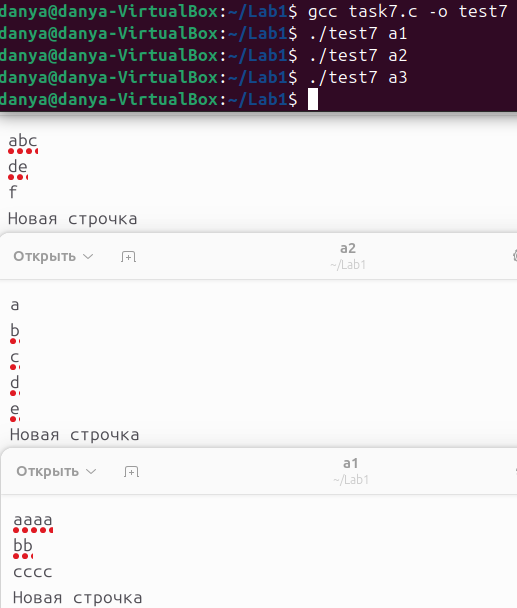 danya@danya-VirtualBox:~/Lab1$ gcc task7.c -o test7
danya@danya-VirtualBox:~/Lab1$ ./test7 a1
danya@danya-VirtualBox:~/Lab1$ ./test7 a2
danya@danya-VirtualBox:~/Lab1$ ./test7 a3
danya@danya-VirtualBox:~/Lab1$
abc
de
f
Новая строчка
Открыть a2
~/Lab1
a
b
c
d
e
Новая строчка
Открыть a1
~/Lab1
aaaa
bb
cccc
Новая строчка